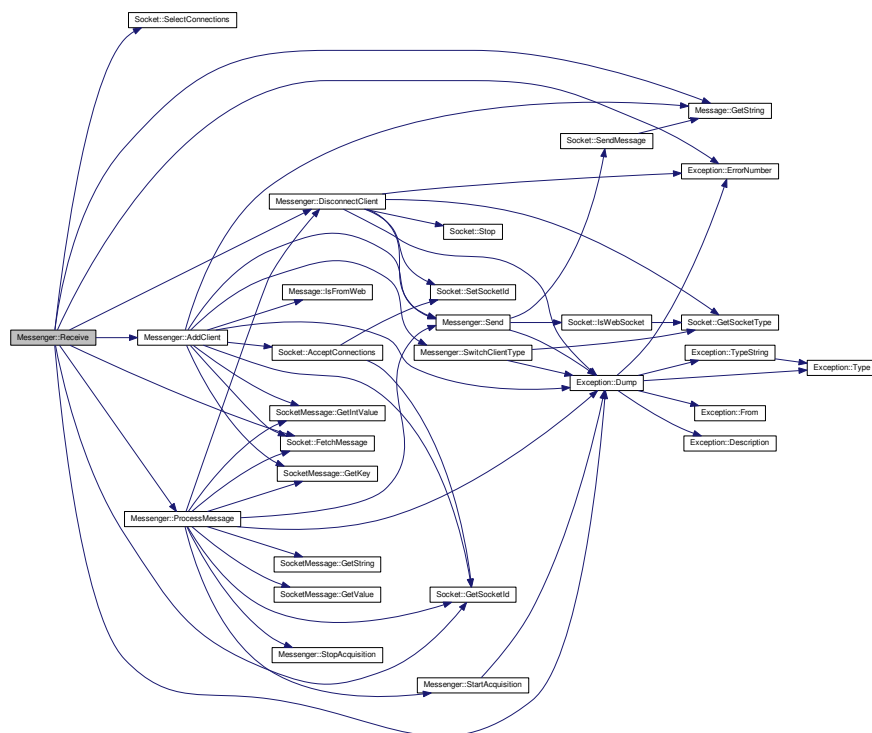 Socket::SelectConnections
Message::GetString
Socket::SendMessage
Exception::ErrorNumber
Messenger::DisconnectClient
Socket::Stop
Message::IsFromWeb
Socket::SetSocketId
Messenger::Send
Socket::IsWebSocket
Socket::GetSocketType
Messenger::Receive
Messenger::AddClient
Socket::AcceptConnections
Messenger::SwitchClientType
Exception::TypeString
Exception::Type
Exception::Dump
SocketMessage::GetIntValue
Exception::From
Socket::FetchMessage
Exception::Description
SocketMessage::GetKey
Messenger::ProcessMessage
SocketMessage::GetString
SocketMessage::GetValue
Socket::GetSocketId
Messenger::StopAcquisition
Messenger::StartAcquisition